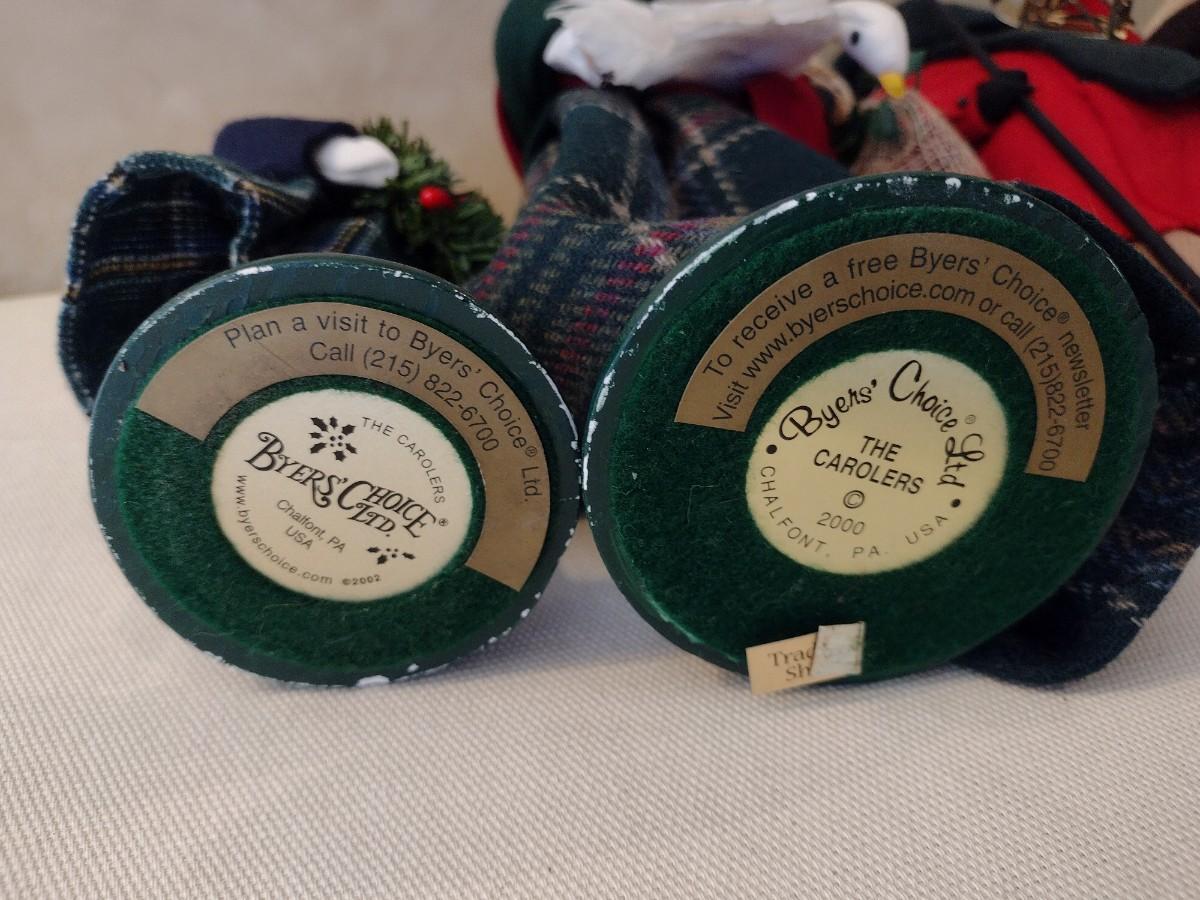 Plan a visit to Byers' Choice® Ltd.
Call (215) 822-6700
THE CAROLERS
BYERS' CHOICE®
LTD.
Chalfont, PA
USA
www.byerschoice.com ©2002
To receive a free Byers' Choice® newsletter
Visit www.byerschoice.com or call (215)822-6700
Byers' Choice® Ltd
THE
CAROLERS
©
2000
• CHALFONT, PA. USA •